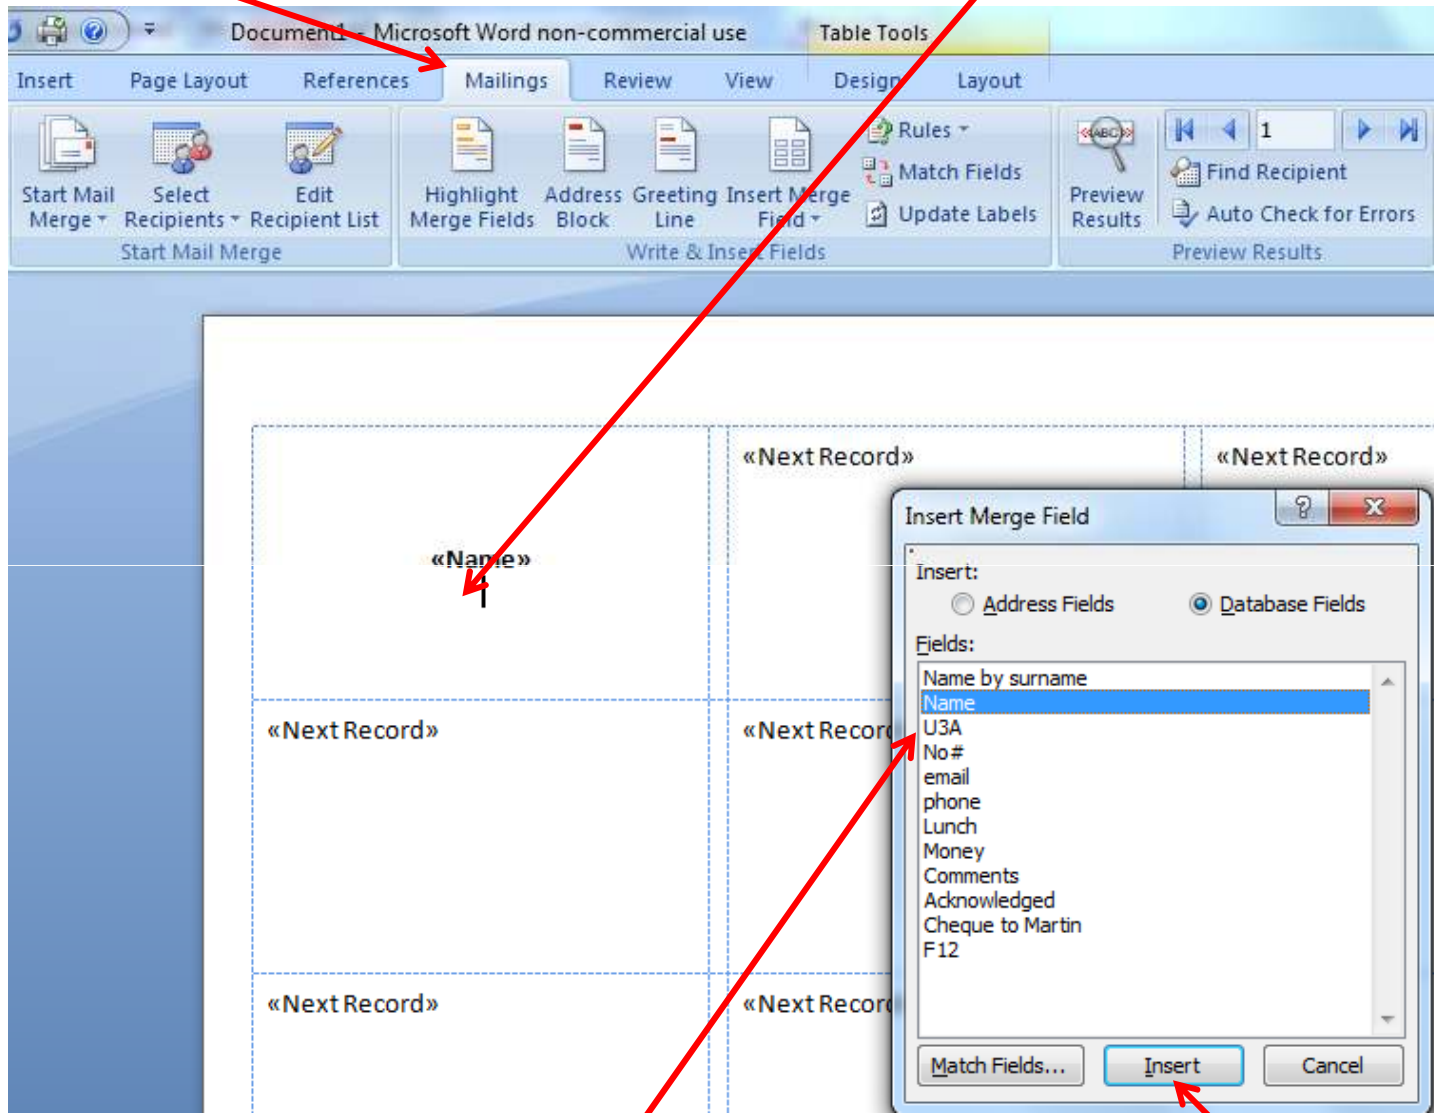 Document1 - Microsoft Word non-commercial use
Table Tools
Insert Page Layout References Mailings Review View Design Layout
Start Mail Merge
Select Recipients
Edit Recipient List
Highlight Merge Fields
Address Block
Greeting Line
Insert Merge Field
Rules
Match Fields
Update Labels
«ABC»
Preview Results
1
Find Recipient
Auto Check for Errors
Start Mail Merge
Write & Insert Fields
Preview Results
«Next Record»
«Next Record»
«Name»
«Next Record»
«Next Record»
«Next Record»
«Next Record»
Insert Merge Field
?
X
Insert:
Address Fields
Database Fields
Fields:
Name by surname
Name
U3A
No#
email
phone
Lunch
Money
Comments
Acknowledged
Cheque to Martin
F12
Match Fields...
Insert
Cancel